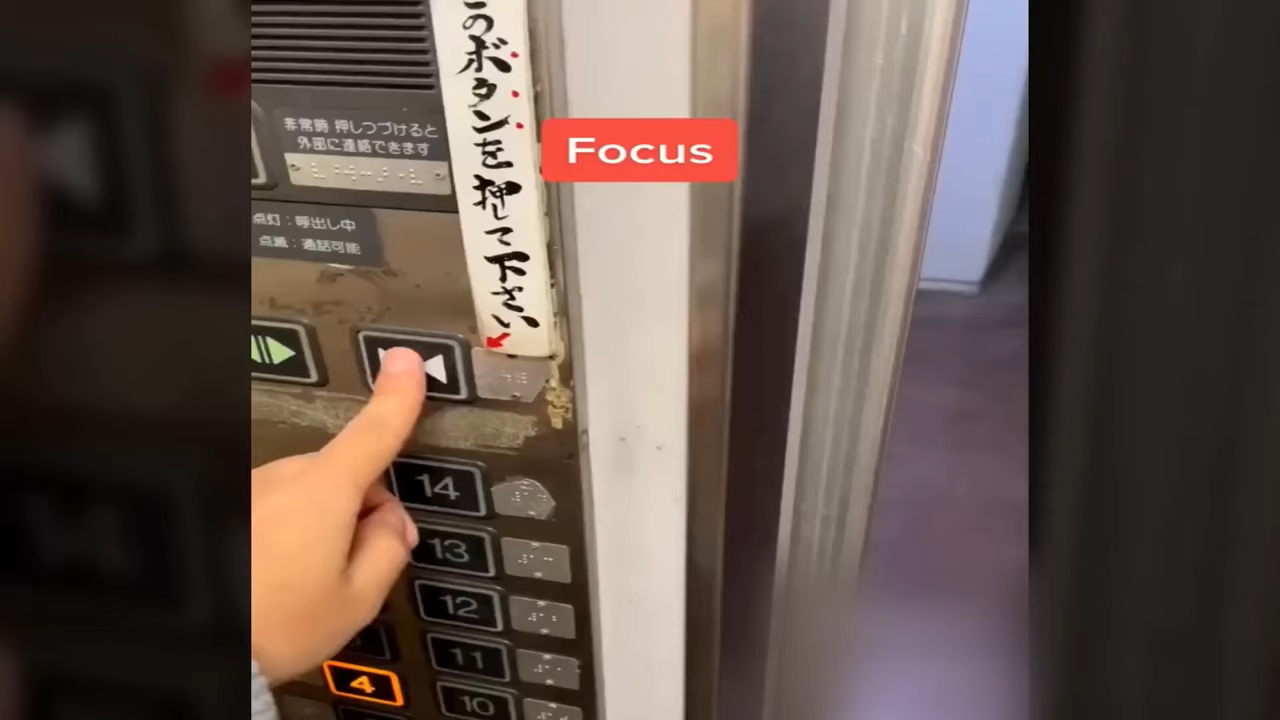 このボタンを押して下さい
Focus
非常時 押しつづけると
外部に連絡できます
点灯：呼出し中
点滅：通話可能
14
13
12
11
4
10